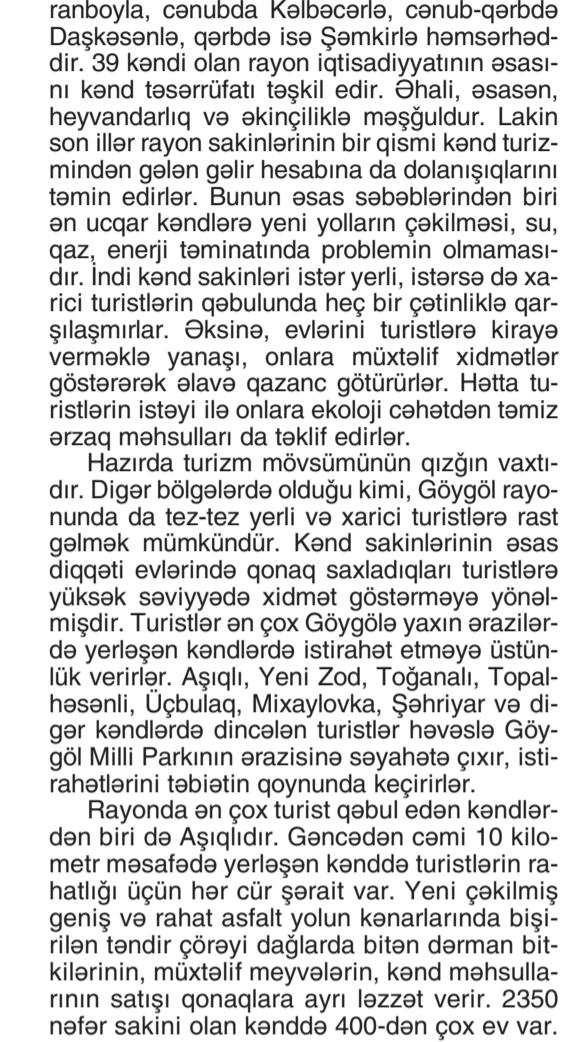 ranboyla, cənubda Kəlbəcərlə, cənub-qərbdə
Daşkəsənlə, qərbdə isə Şəmkirlə həmsərhəd-
dir. 39 kəndi olan rayon iqtisadiyyatının əsası-
nı kənd təsərrüfatı təşkil edir. Əhali, əsasən,
heyvandarlıq və əkinçiliklə məşğuldur. Lakin
son illər rayon sakinlərinin bir qismi kənd turiz-
mindən gələn gəlir hesabına da dolanışıqlarını
təmin edirlər. Bunun əsas səbəblərindən biri
ən ucqar kəndlərə yeni yolların çəkilməsi, su,
qaz, enerji təminatında problemin olmaması-
dır. İndi kənd sakinləri istər yerli, istərsə də xa-
rici turistlərin qəbulunda heç bir çətinliklə qar-
şılaşmırlar. Əksinə, evlərini turistlərə kirayə
verməklə yanaşı, onlara müxtəlif xidmətlər
göstərərək əlavə qazanc götürürlər. Hətta tu-
ristlərin istəyi ilə onlara ekoloji cəhətdən təmiz
ərzaq məhsulları da təklif edirlər.
Hazırda turizm mövsümünün qızğın vaxtı-
dır. Digər bölgələrdə olduğu kimi, Göygöl rayo-
nunda da tez-tez yerli və xarici turistlərə rast
gəlmək mümkündür. Kənd sakinlərinin əsas
diqqəti evlərində qonaq saxladıqları turistlərə
yüksək səviyyədə xidmət göstərməyə yönəl-
mişdir. Turistlər ən çox Göygölə yaxın ərazilər-
də yerləşən kəndlərdə istirahət etməyə üstün-
lük verirlər. Aşıqlı, Yeni Zod, Toğanalı, Topal-
həsənli, Üçbulaq, Mixaylovka, Şəhriyar və di-
gər kəndlərdə dincələn turistlər həvəslə Göy-
göl Milli Parkının ərazisinə səyahətə çıxır, isti-
rahətlərini təbiətin qoynunda keçirirlər.
Rayonda ən çox turist qəbul edən kəndlər-
dən biri də Aşıqlıdır. Gəncədən cəmi 10 kilo-
metr məsafədə yerləşən kənddə turistlərin ra-
hatlığı üçün hər cür şərait var. Yeni çəkilmiş
geniş və rahat asfalt yolun kənarlarında bişi-
rilən təndir çörəyi dağlarda bitən dərman bit-
kilərinin, müxtəlif meyvələrin, kənd məhsulla-
rının satışı qonaqlara ayrı ləzzət verir. 2350
nəfər sakini olan kənddə 400-dən çox ev var.